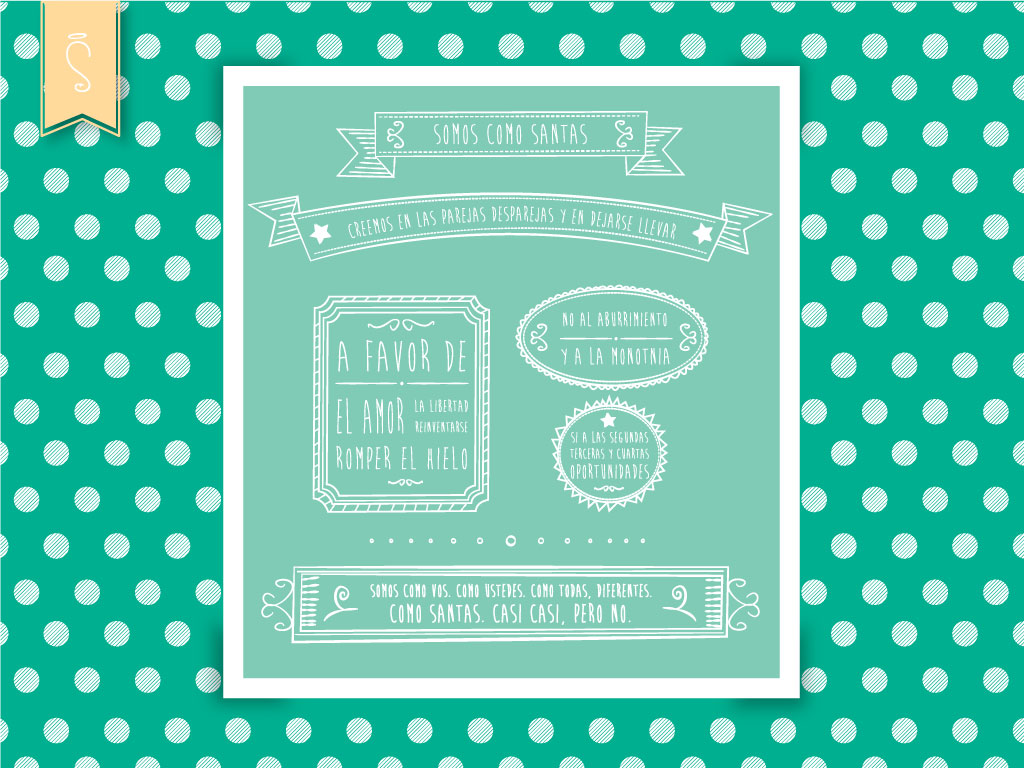 S
SOMOS COMO SANTAS
CREEMOS EN LAS PAREJAS DESPAREJAS Y EN DEJARSE LLEVAR
A FAVOR DE
EL AMOR
LA LIBERTAD
REINVENTARSE
ROMPER EL HIELO
NO AL ABURRIMIENTO
Y A LA MONOTNIA
SI A LAS SEGUNDAS
TERCERAS Y CUARTAS
OPORTUNIDADES
SOMOS COMO VOS. COMO USTEDES. COMO TODAS, DIFERENTES.
COMO SANTAS. CASI CASI, PERO NO.